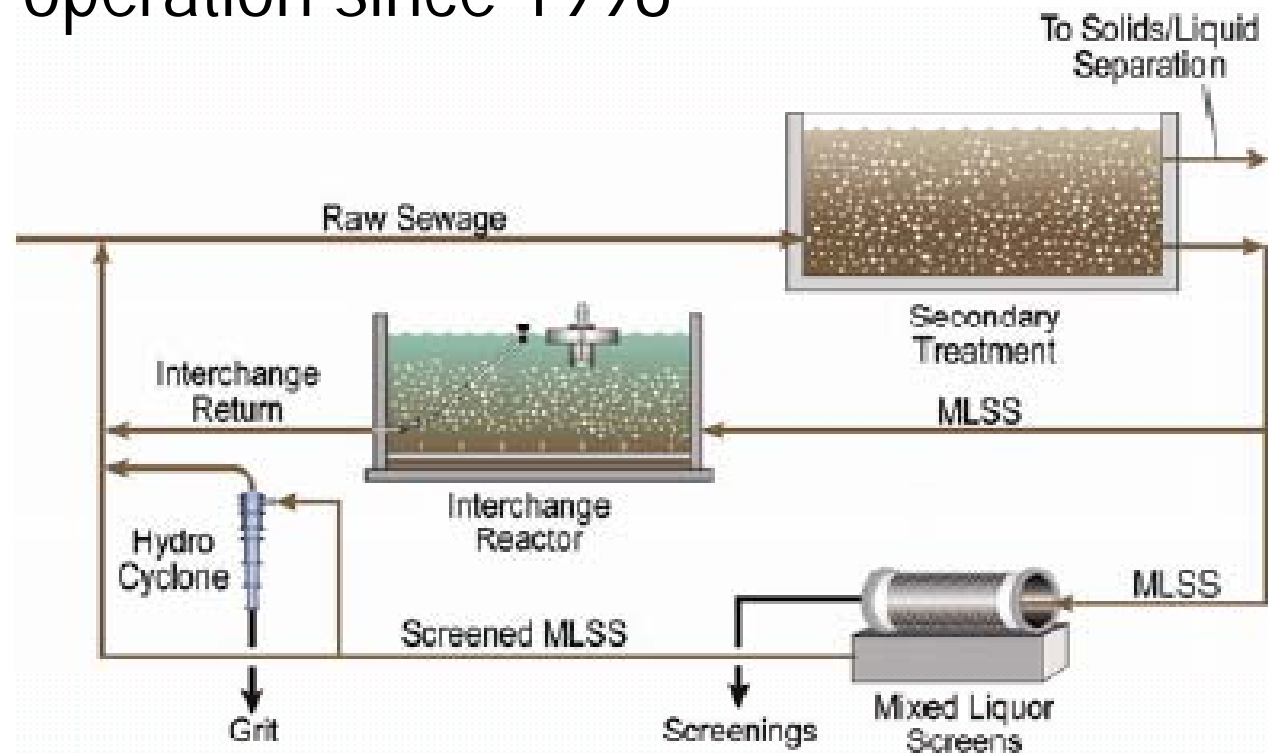 operation since 1998
To Solids/Liquid
Separation
Raw Sewage
Secondary
Treatment
Interchange
Return
MLSS
Interchange
Reactor
Hydro
Cyclone
MLSS
Screened MLSS
Mixed Liquor
Screens
Grit
Screenings